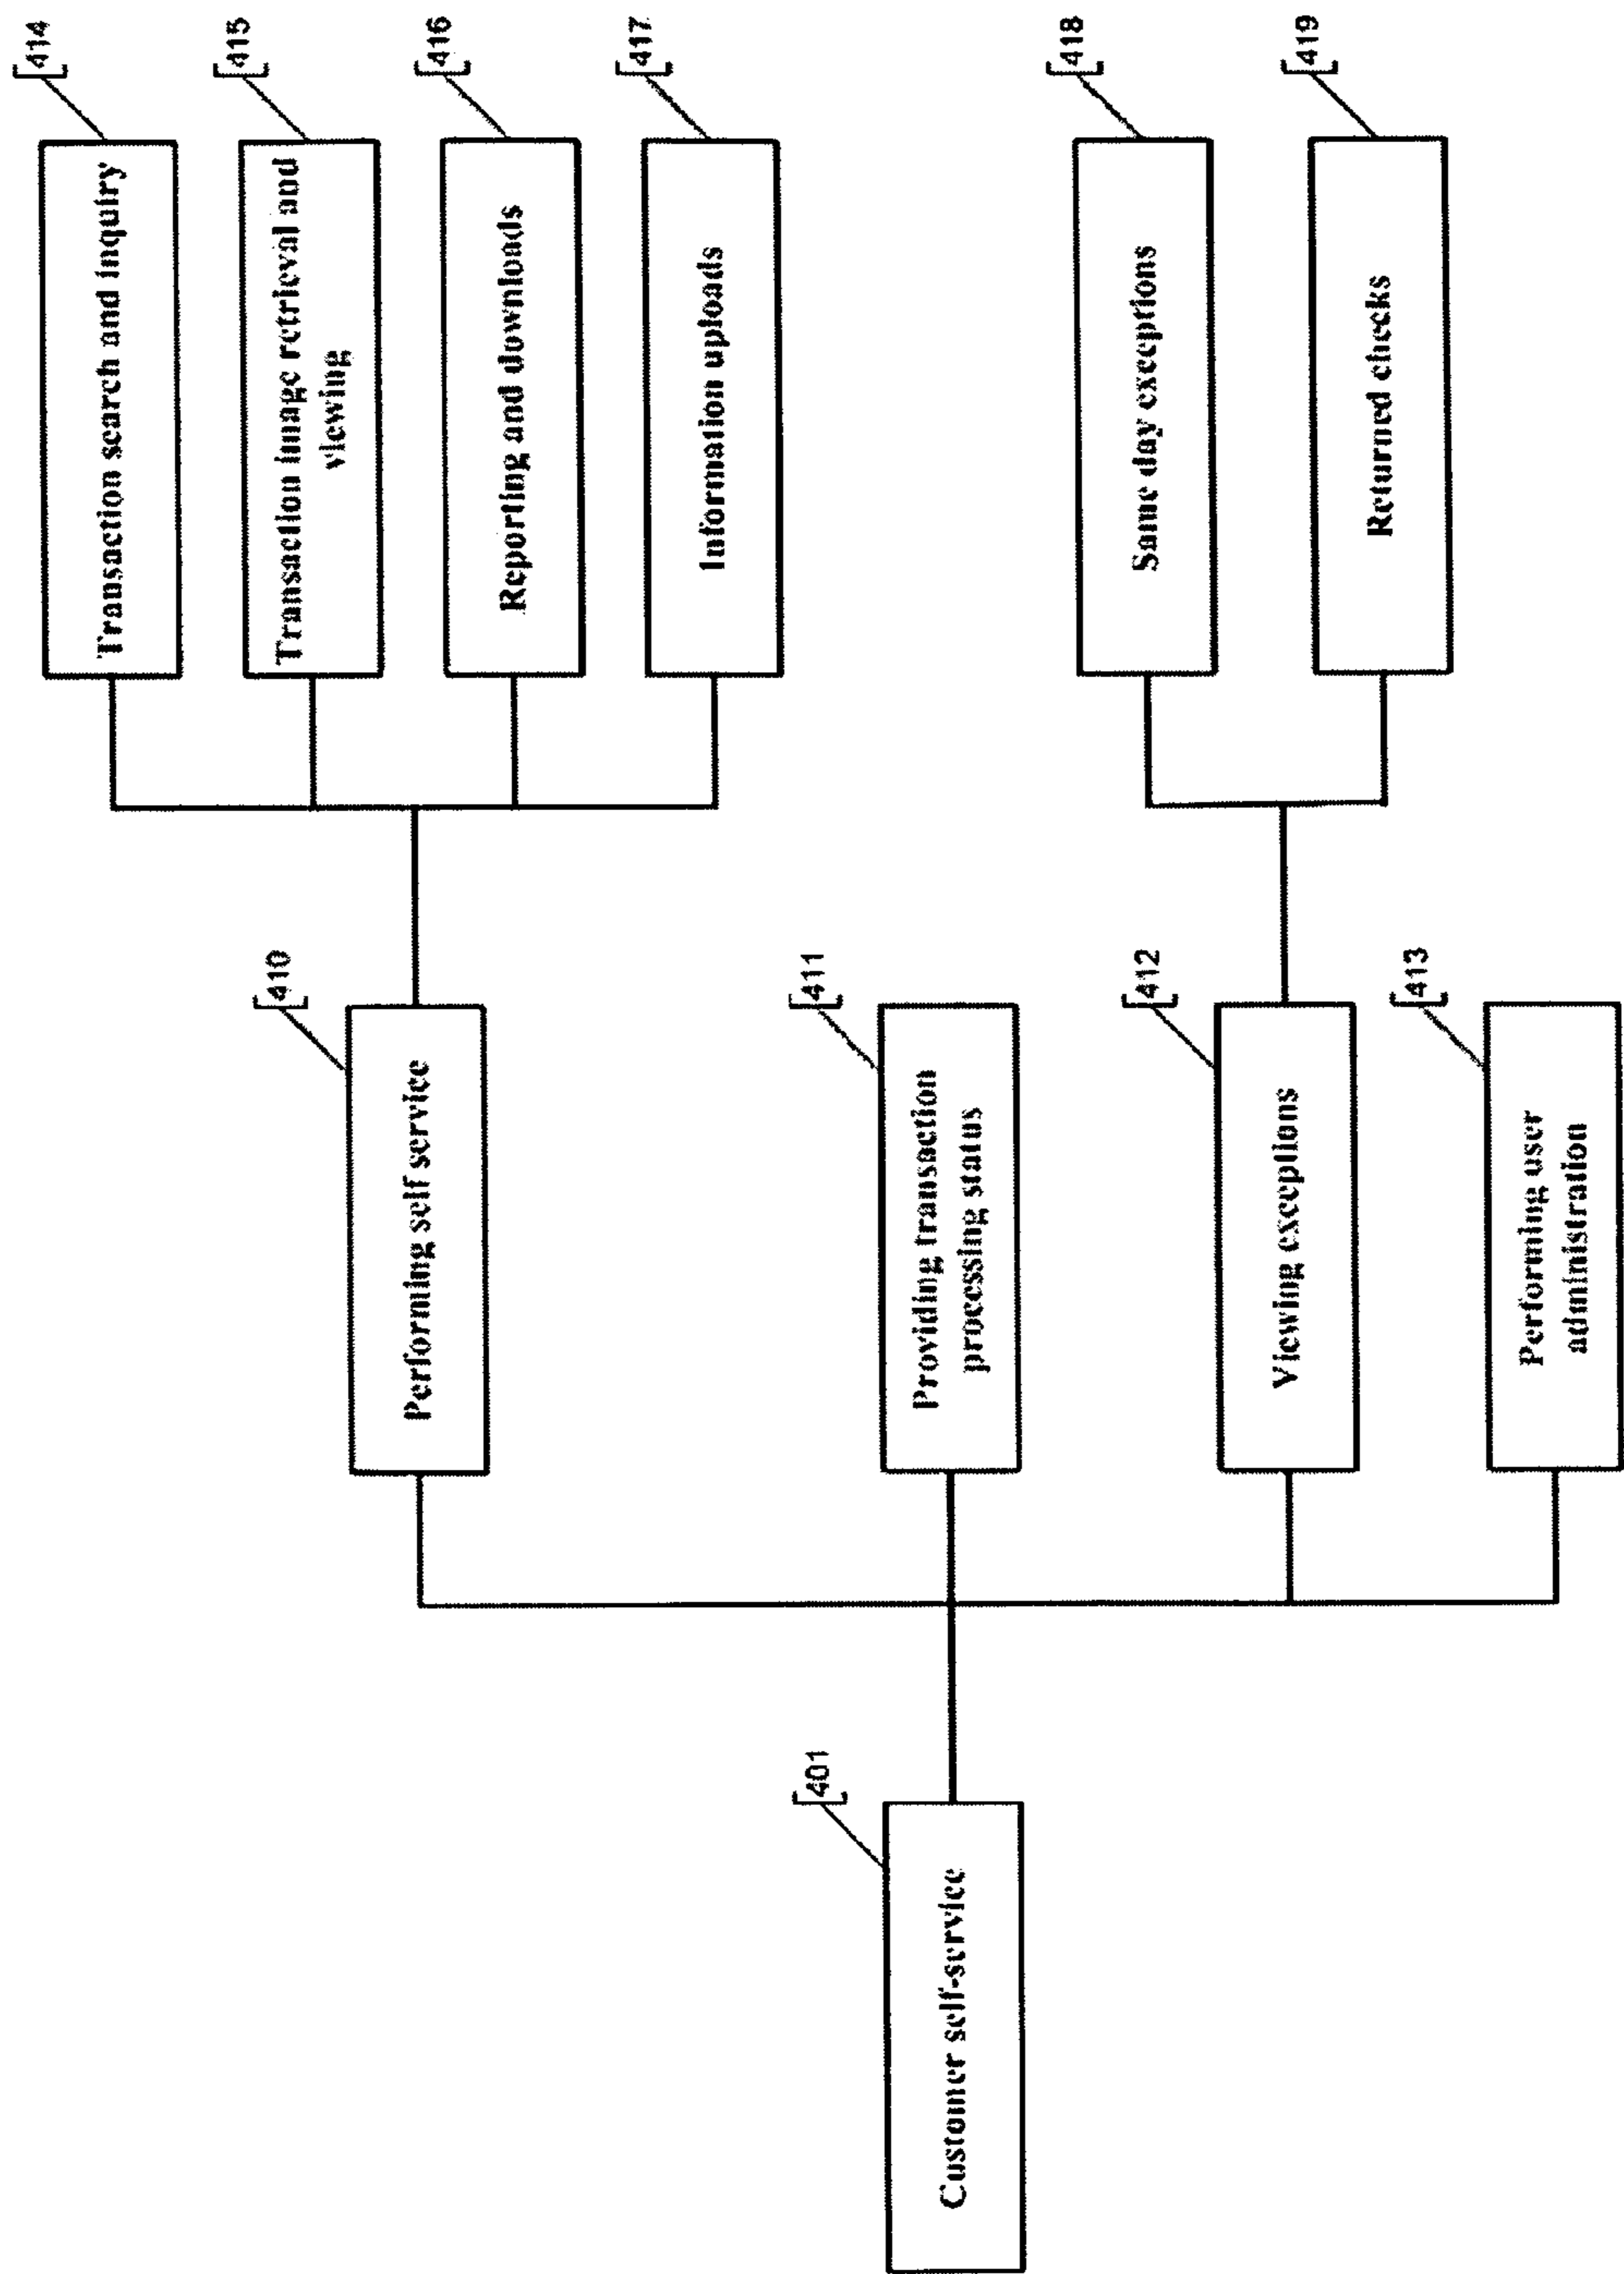 414
Transaction search and inquiry
415
Transaction image retrieval and
viewing
410
Performing self service
416
Reporting and downloads
417
Information uploads
401
Customer self-service
411
Providing transaction
processing status
412
Viewing exceptions
418
Same day exceptions
419
Returned checks
413
Performing user
administration